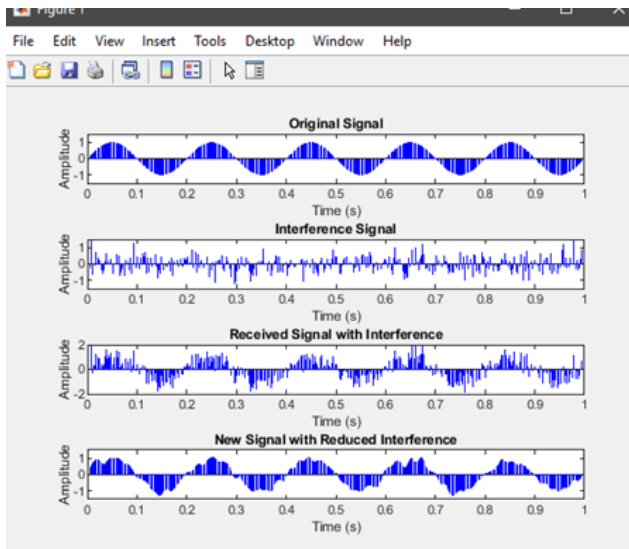 Figure 1
File Edit View Insert Tools Desktop Window Help
Original Signal
Amplitude
1
0
-1
0 0.1 0.2 0.3 0.4 0.5 0.6 0.7 0.8 0.9 1
Time (s)
Interference Signal
Amplitude
1
0
-1
0 0.1 0.2 0.3 0.4 0.5 0.6 0.7 0.8 0.9 1
Time (s)
Received Signal with Interference
Amplitude
2
0
-2
0 0.1 0.2 0.3 0.4 0.5 0.6 0.7 0.8 0.9 1
Time (s)
New Signal with Reduced Interference
Amplitude
1
0
-1
0 0.1 0.2 0.3 0.4 0.5 0.6 0.7 0.8 0.9 1
Time (s)